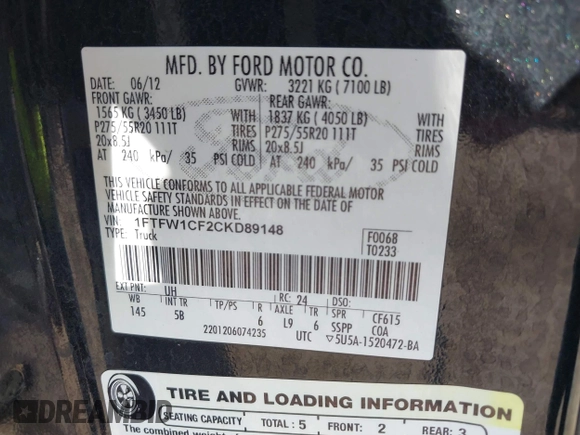 MFD. BY FORD MOTOR CO.
DATE: 06/12 GVWR: 3221 KG ( 7100 LB)
FRONT GAWR: REAR GAWR:
1565 KG ( 3450 LB) WITH 1837 KG ( 4050 LB) WITH
P275/55R20 111T TIRES P275/55R20 111T TIRES
20x8.5J RIMS 20x8.5J RIMS
AT 240 kPa/ 35 PSI COLD AT 240 kPa/ 35 PSI COLD
THIS VEHICLE CONFORMS TO ALL APPLICABLE FEDERAL MOTOR
VEHICLE SAFETY STANDARDS IN EFFECT ON THE DATE OF
MANUFACTURE SHOWN ABOVE.
VIN: 1FTFW1CF2CKD89148
TYPE: Truck
F0068
T0233
EXT PNT: UH RC: 24 DSO:
WB INT TR TP/PS R AXLE TR SPR CF615
145 5B 6 L9 6 SSPP COA
2201206074235 UTC ▽5U5A-1520472-BA
TIRE AND LOADING INFORMATION
SEATING CAPACITY TOTAL : 5 FRONT: 2 REAR: 3
The combined
DREAMBID